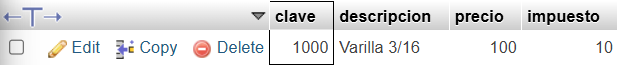 clave descripcion precio impuesto
Edit Copy Delete 1000 Varilla 3/16 100 10